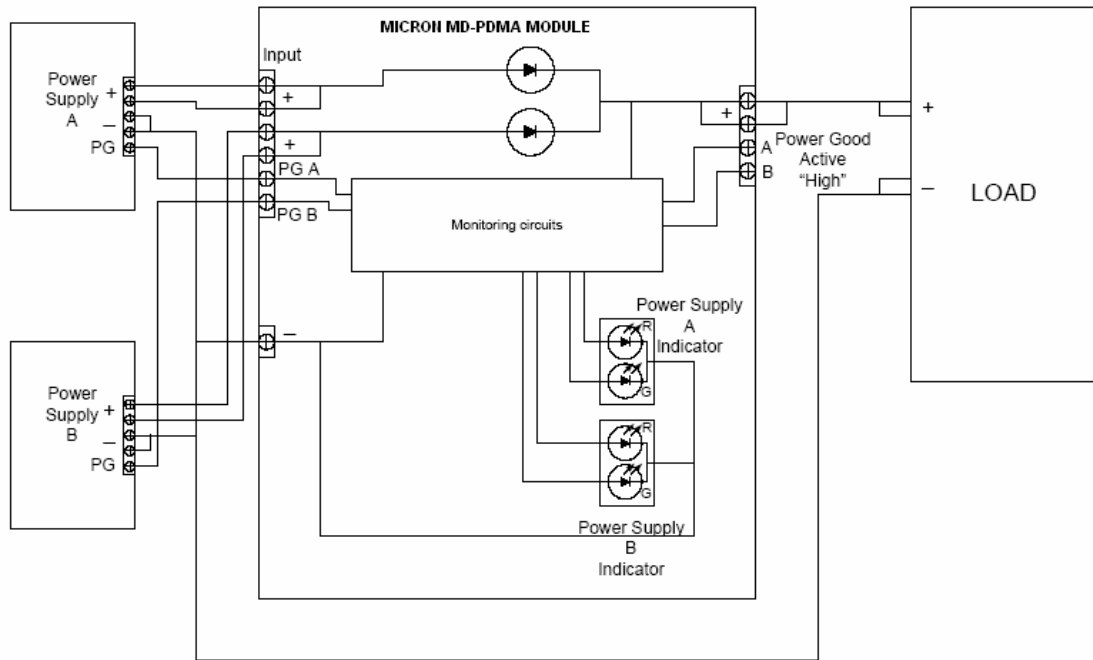 MICRON MD-PDMA MODULE
Input
Power
Supply
A
+
–
PG
+
+
PG A
PG B
Monitoring circuits
+
A
B
Power Good
Active
“High”
+
–
LOAD
–
Power Supply
A
Indicator
R
G
Power
Supply
B
+
–
PG
R
G
Power Supply
B
Indicator